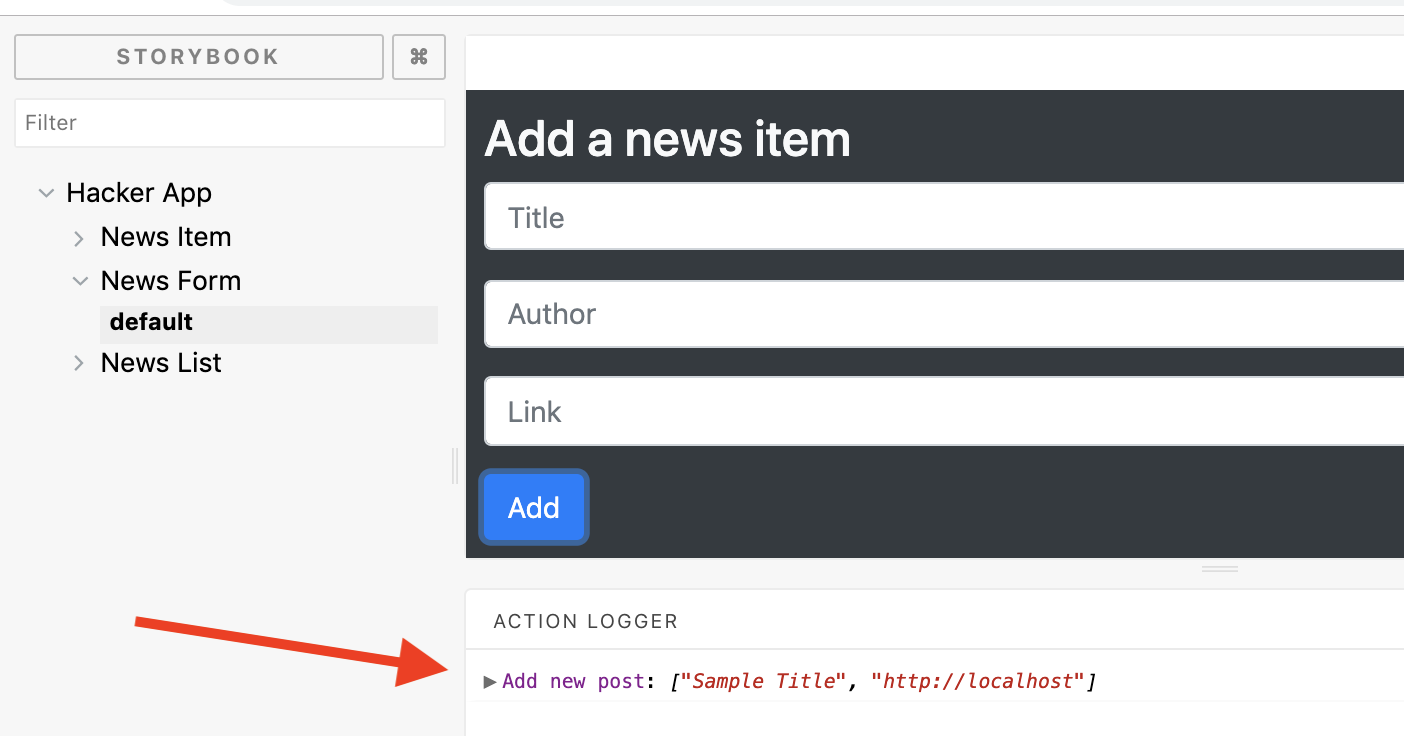 STORYBOOK ⌘
Filter
Hacker App
News Item
News Form
default
News List
Add a news item
Title
Author
Link
Add
ACTION LOGGER
▶Add new post: ["Sample Title", "http://localhost"]